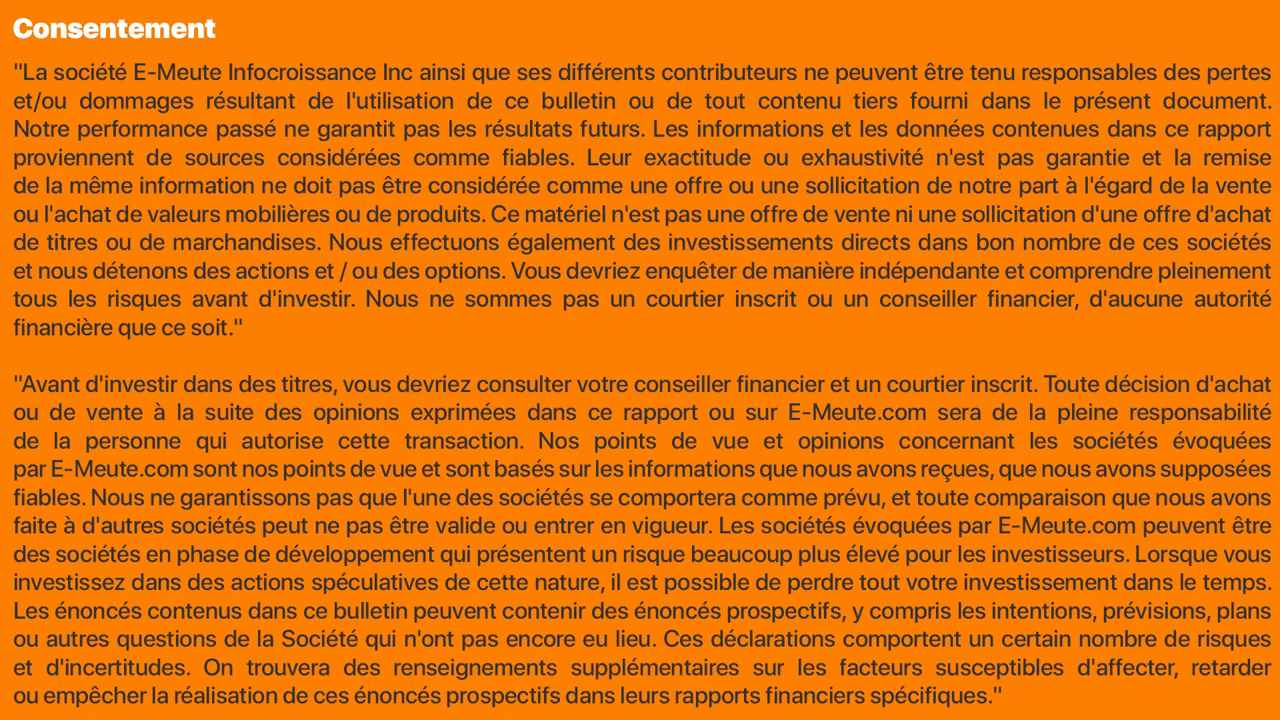 Consentement
"La société E-Meute Infocroissance Inc ainsi que ses différents contributeurs ne peuvent être tenu responsables des pertes
et/ou dommages résultant de l'utilisation de ce bulletin ou de tout contenu tiers fourni dans le présent document.
Notre performance passé ne garantit pas les résultats futurs. Les informations et les données contenues dans ce rapport
proviennent de sources considérées comme fiables. Leur exactitude ou exhaustivité n'est pas garantie et la remise
de la même information ne doit pas être considérée comme une offre ou une sollicitation de notre part à l'égard de la vente
ou l'achat de valeurs mobilières ou de produits. Ce matériel n'est pas une offre de vente ni une sollicitation d'une offre d'achat
de titres ou de marchandises. Nous effectuons également des investissements directs dans bon nombre de ces sociétés
et nous détenons des actions et / ou des options. Vous devriez enquêter de manière indépendante et comprendre pleinement
tous les risques avant d'investir. Nous ne sommes pas un courtier inscrit ou un conseiller financier, d'aucune autorité
financière que ce soit."
"Avant d'investir dans des titres, vous devriez consulter votre conseiller financier et un courtier inscrit. Toute décision d'achat
ou de vente à la suite des opinions exprimées dans ce rapport ou sur E-Meute.com sera de la pleine responsabilité
de la personne qui autorise cette transaction. Nos points de vue et opinions concernant les sociétés évoquées
par E-Meute.com sont nos points de vue et sont basés sur les informations que nous avons reçues, que nous avons supposées
fiables. Nous ne garantissons pas que l'une des sociétés se comportera comme prévu, et toute comparaison que nous avons
faite à d'autres sociétés peut ne pas être valide ou entrer en vigueur. Les sociétés évoquées par E-Meute.com peuvent être
des sociétés en phase de développement qui présentent un risque beaucoup plus élevé pour les investisseurs. Lorsque vous
investissez dans des actions spéculatives de cette nature, il est possible de perdre tout votre investissement dans le temps.
Les énoncés contenus dans ce bulletin peuvent contenir des énoncés prospectifs, y compris les intentions, prévisions, plans
ou autres questions de la Société qui n'ont pas encore eu lieu. Ces déclarations comportent un certain nombre de risques
et d'incertitudes. On trouvera des renseignements supplémentaires sur les facteurs susceptibles d'affecter, retarder
ou empêcher la réalisation de ces énoncés prospectifs dans leurs rapports financiers spécifiques."